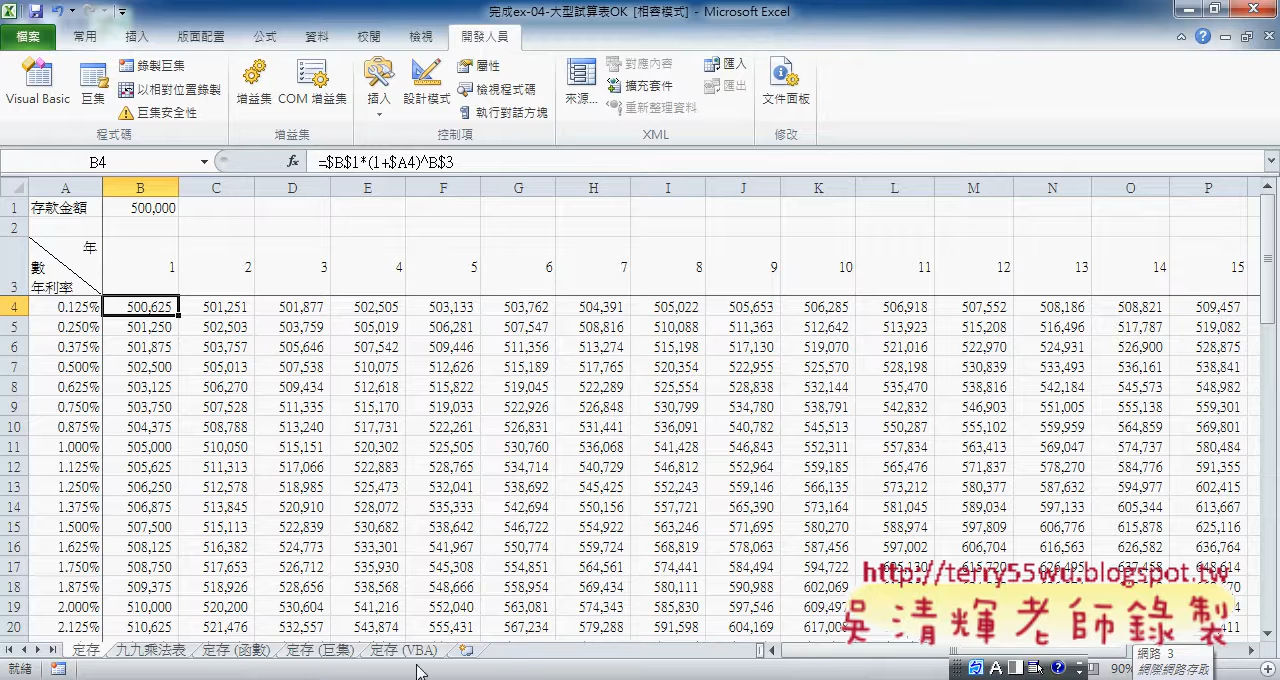 完成ex-04-大型試算表OK [相容模式] - Microsoft Excel
檔案 常用 插入 版面配置 公式 資料 校閱 檢視 開發人員
Visual Basic 巨集 錄製巨集 以相對位置錄製 巨集安全性 增益集 COM 增益集 插入 設計模式 屬性 檢視程式碼 執行對話方塊 來源... 對應內容 擴充套件 重新整理資料 匯入 匯出 文件面板
程式碼 增益集 控制項 XML 修改
B4 fx =$B$1*(1+$A4)^B$3
A B C D E F G H I J K L M N O P
1 存款金額 500,000
2
年
數 1 2 3 4 5 6 7 8 9 10 11 12 13 14 15
3 年利率
4 0.125% 500,625 501,251 501,877 502,505 503,133 503,762 504,391 505,022 505,653 506,285 506,918 507,552 508,186 508,821 509,457
5 0.250% 501,250 502,503 503,759 505,019 506,281 507,547 508,816 510,088 511,363 512,642 513,923 515,208 516,496 517,787 519,082
6 0.375% 501,875 503,757 505,646 507,542 509,446 511,356 513,274 515,198 517,130 519,070 521,016 522,970 524,931 526,900 528,875
7 0.500% 502,500 505,013 507,538 510,075 512,626 515,189 517,765 520,354 522,955 525,570 528,198 530,839 533,493 536,161 538,841
8 0.625% 503,125 506,270 509,434 512,618 515,822 519,045 522,289 525,554 528,838 532,144 535,470 538,816 542,184 545,573 548,982
9 0.750% 503,750 507,528 511,335 515,170 519,033 522,926 526,848 530,799 534,780 538,791 542,832 546,903 551,005 555,138 559,301
10 0.875% 504,375 508,788 513,240 517,731 522,261 526,831 531,441 536,091 540,782 545,513 550,287 555,102 559,959 564,859 569,801
11 1.000% 505,000 510,050 515,151 520,302 525,505 530,760 536,068 541,428 546,843 552,311 557,834 563,413 569,047 574,737 580,484
12 1.125% 505,625 511,313 517,066 522,883 528,765 534,714 540,729 546,812 552,964 559,185 565,476 571,837 578,270 584,776 591,355
13 1.250% 506,250 512,578 518,985 525,473 532,041 538,692 545,425 552,243 559,146 566,135 573,212 580,377 587,632 594,977 602,415
14 1.375% 506,875 513,845 520,910 528,072 535,333 542,694 550,156 557,721 565,390 573,164 581,045 589,034 597,133 605,344 613,667
15 1.500% 507,500 515,113 522,839 530,682 538,642 546,722 554,922 563,246 571,695 580,270 588,974 597,809 606,776 615,878 625,116
16 1.625% 508,125 516,382 524,773 533,301 541,967 550,774 559,724 568,819 578,063 587,456 597,002 606,704 616,563 626,582 636,764
17 1.750% 508,750 517,653 526,712 535,930 545,308 554,851 564,561 574,441 584,494 594,722
18 1.875% 509,375 518,926 528,656 538,568 548,666 558,954 569,434 580,111 590,988 602,069
19 2.000% 510,000 520,200 530,604 541,216 552,040 563,081 574,343 585,830 597,546
20 2.125% 510,625 521,476 532,557 543,874 555,431 567,234 579,288 591,598 604,169
http://terry55wu.blogspot.tw
吳清輝老師錄製
存款 九九乘法表 定存 (函數) 定存 (巨集) 定存 (VBA)
網路 3
網際網路存取
就緒 90%